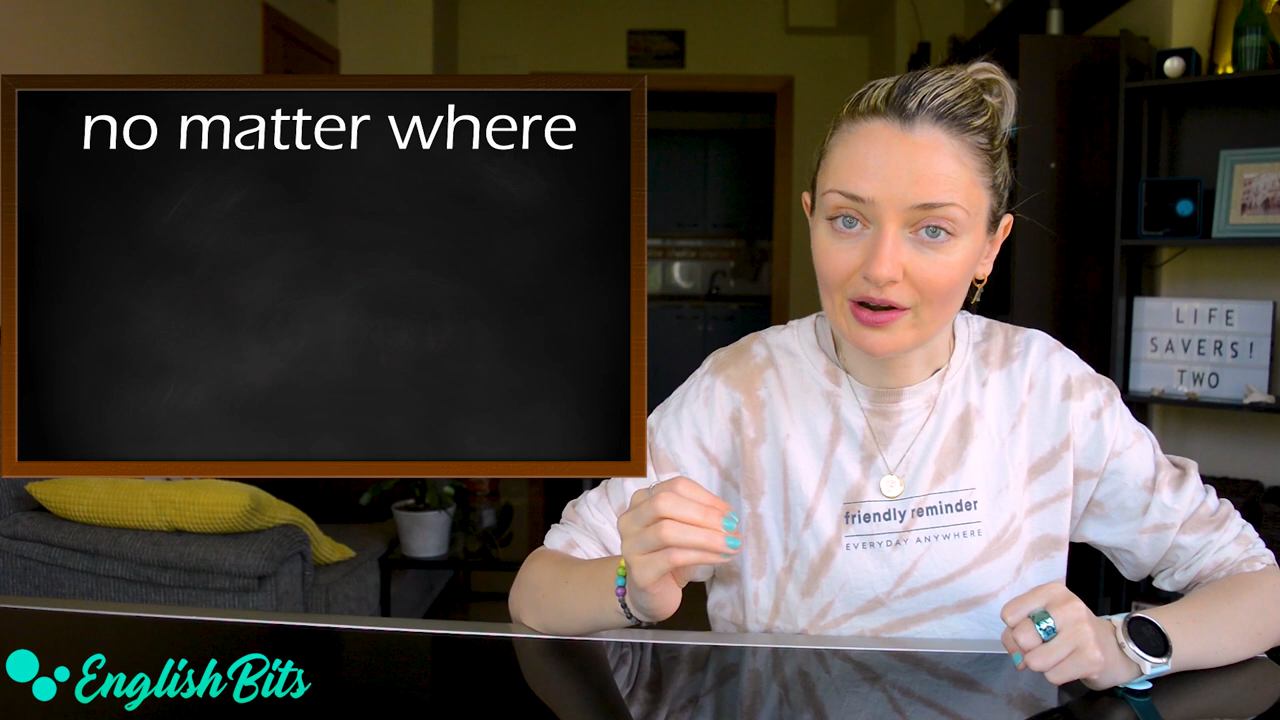 no matter where
LIFE
SAVERS!
TWO
friendly reminder
EVERYDAY ANYWHERE
EnglishBits